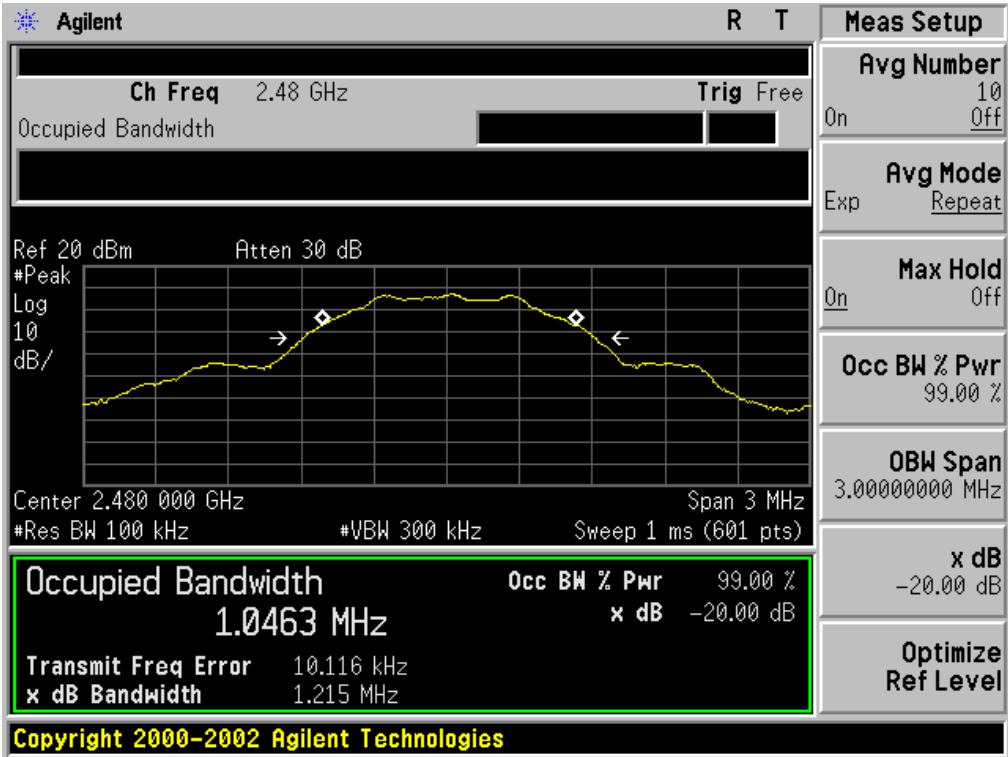 Agilent R T
Ch Freq 2.48 GHz Trig Free
Occupied Bandwidth
Ref 20 dBm Atten 30 dB
#Peak
Log
10
dB/
Center 2.480 000 GHz Span 3 MHz
#Res BW 100 kHz #VBW 300 kHz Sweep 1 ms (601 pts)
Occupied Bandwidth
1.0463 MHz
Occ BW % Pwr 99.00 %
x dB -20.00 dB
Transmit Freq Error 10.116 kHz
x dB Bandwidth 1.215 MHz
Copyright 2000-2002 Agilent Technologies
Meas Setup
Avg Number
10
On Off
Avg Mode
Exp Repeat
Max Hold
On Off
Occ BW % Pwr
99.00 %
OBW Span
3.00000000 MHz
x dB
-20.00 dB
Optimize
Ref Level